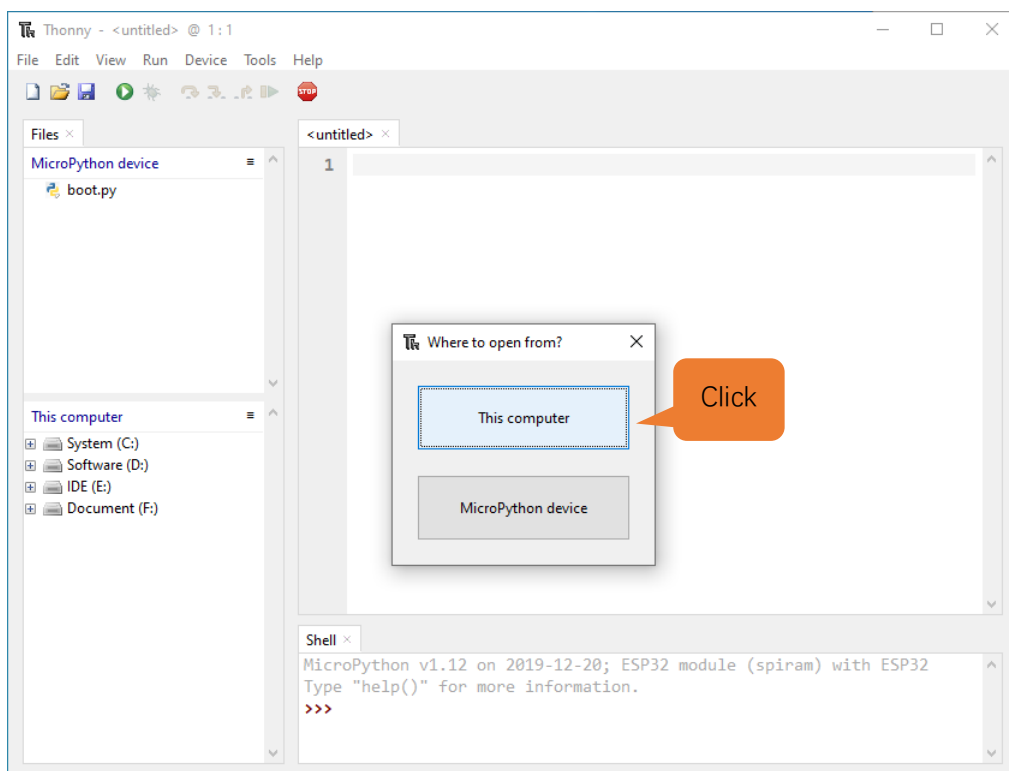 Thonny - <untitled> @ 1:1
File Edit View Run Device Tools Help
STOP
Files
<untitled>
MicroPython device
1
boot.py
Where to open from?
This computer
Click
MicroPython device
This computer
System (C:)
Software (D:)
IDE (E:)
Document (F:)
Shell
MicroPython v1.12 on 2019-12-20; ESP32 module (spiram) with ESP32
Type "help()" for more information.
>>>